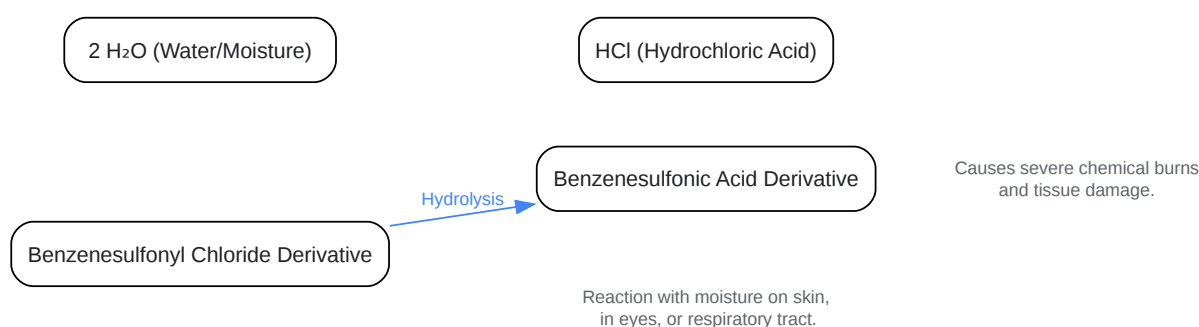 2 H₂O (Water/Moisture)
HCl (Hydrochloric Acid)
Benzenesulfonic Acid Derivative
Causes severe chemical burns
and tissue damage.
Hydrolysis
Benzenesulfonyl Chloride Derivative
Reaction with moisture on skin,
in eyes, or respiratory tract.